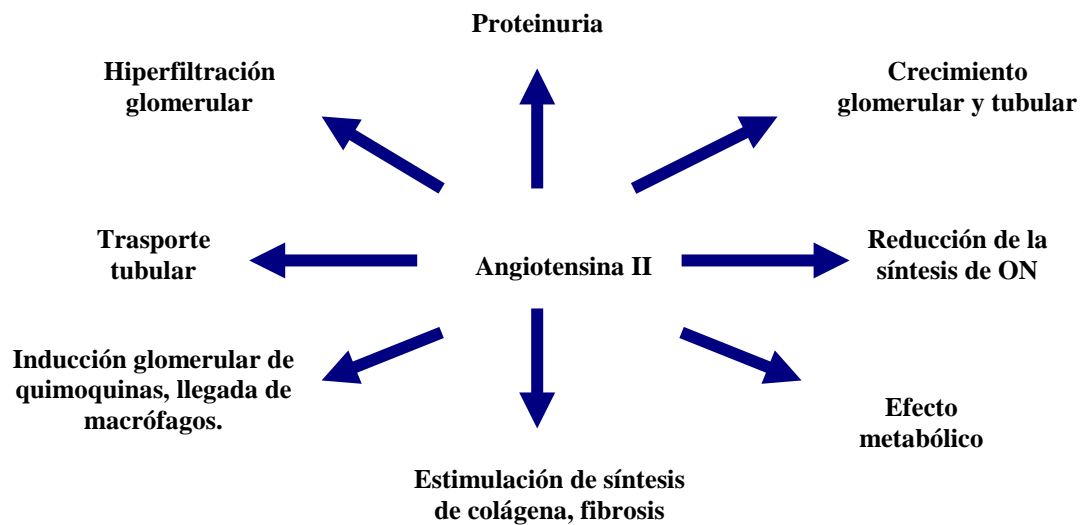 Proteinuria
Hiperfiltración
glomerular
Crecimiento
glomerular y tubular
Trasporte
tubular
Angiotensina II
Reducción de la
síntesis de ON
Inducción glomerular de
quimoquinas, llegada de
macrófagos.
Efecto
metabólico
Estimulación de síntesis
de colágena, fibrosis